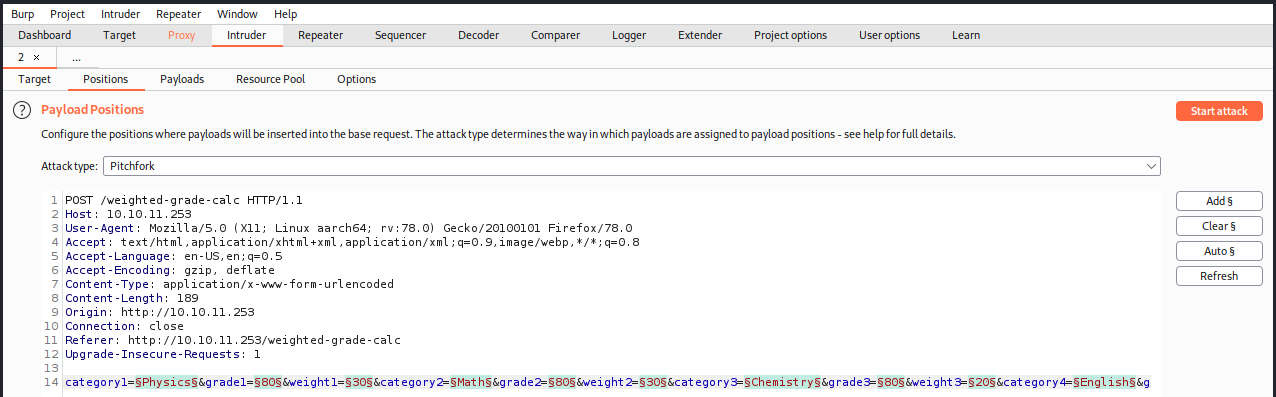 Burp Project Intruder Repeater Window Help
Dashboard Target Proxy Intruder Repeater Sequencer Decoder Comparer Logger Extender Project options User options Learn
2 × ...
Target Positions Payloads Resource Pool Options
? Payload Positions Start attack
Configure the positions where payloads will be inserted into the base request. The attack type determines the way in which payloads are assigned to payload positions - see help for full details.
Attack type: Pitchfork
1 POST /weighted-grade-calc HTTP/1.1 Add §
2 Host: 10.10.11.253
3 User-Agent: Mozilla/5.0 (X11; Linux aarch64; rv:78.0) Gecko/20100101 Firefox/78.0 Clear §
4 Accept: text/html,application/xhtml+xml,application/xml;q=0.9,image/webp,*/*;q=0.8
5 Accept-Language: en-US,en;q=0.5 Auto §
6 Accept-Encoding: gzip, deflate
7 Content-Type: application/x-www-form-urlencoded Refresh
8 Content-Length: 189
9 Origin: http://10.10.11.253
10 Connection: close
11 Referer: http://10.10.11.253/weighted-grade-calc
12 Upgrade-Insecure-Requests: 1
13
14 category1=§Physics§&grade1=§80§&weight1=§30§&category2=§Math§&grade2=§80§&weight2=§30§&category3=§Chemistry§&grade3=§80§&weight3=§20§&category4=§English§&g